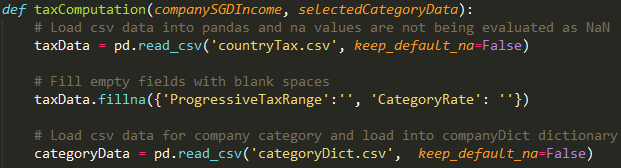 def taxComputation(companySGDIncome, selectedCategoryData):
# Load csv data into pandas and na values are not being evaluated as NaN
taxData = pd.read_csv('countryTax.csv', keep_default_na=False)
# Fill empty fields with blank spaces
taxData.fillna({'ProgressiveTaxRange':'', 'CategoryRate': ''})
# Load csv data for company category and load into companyDict dictionary
categoryData = pd.read_csv('categoryDict.csv',  keep_default_na=False)